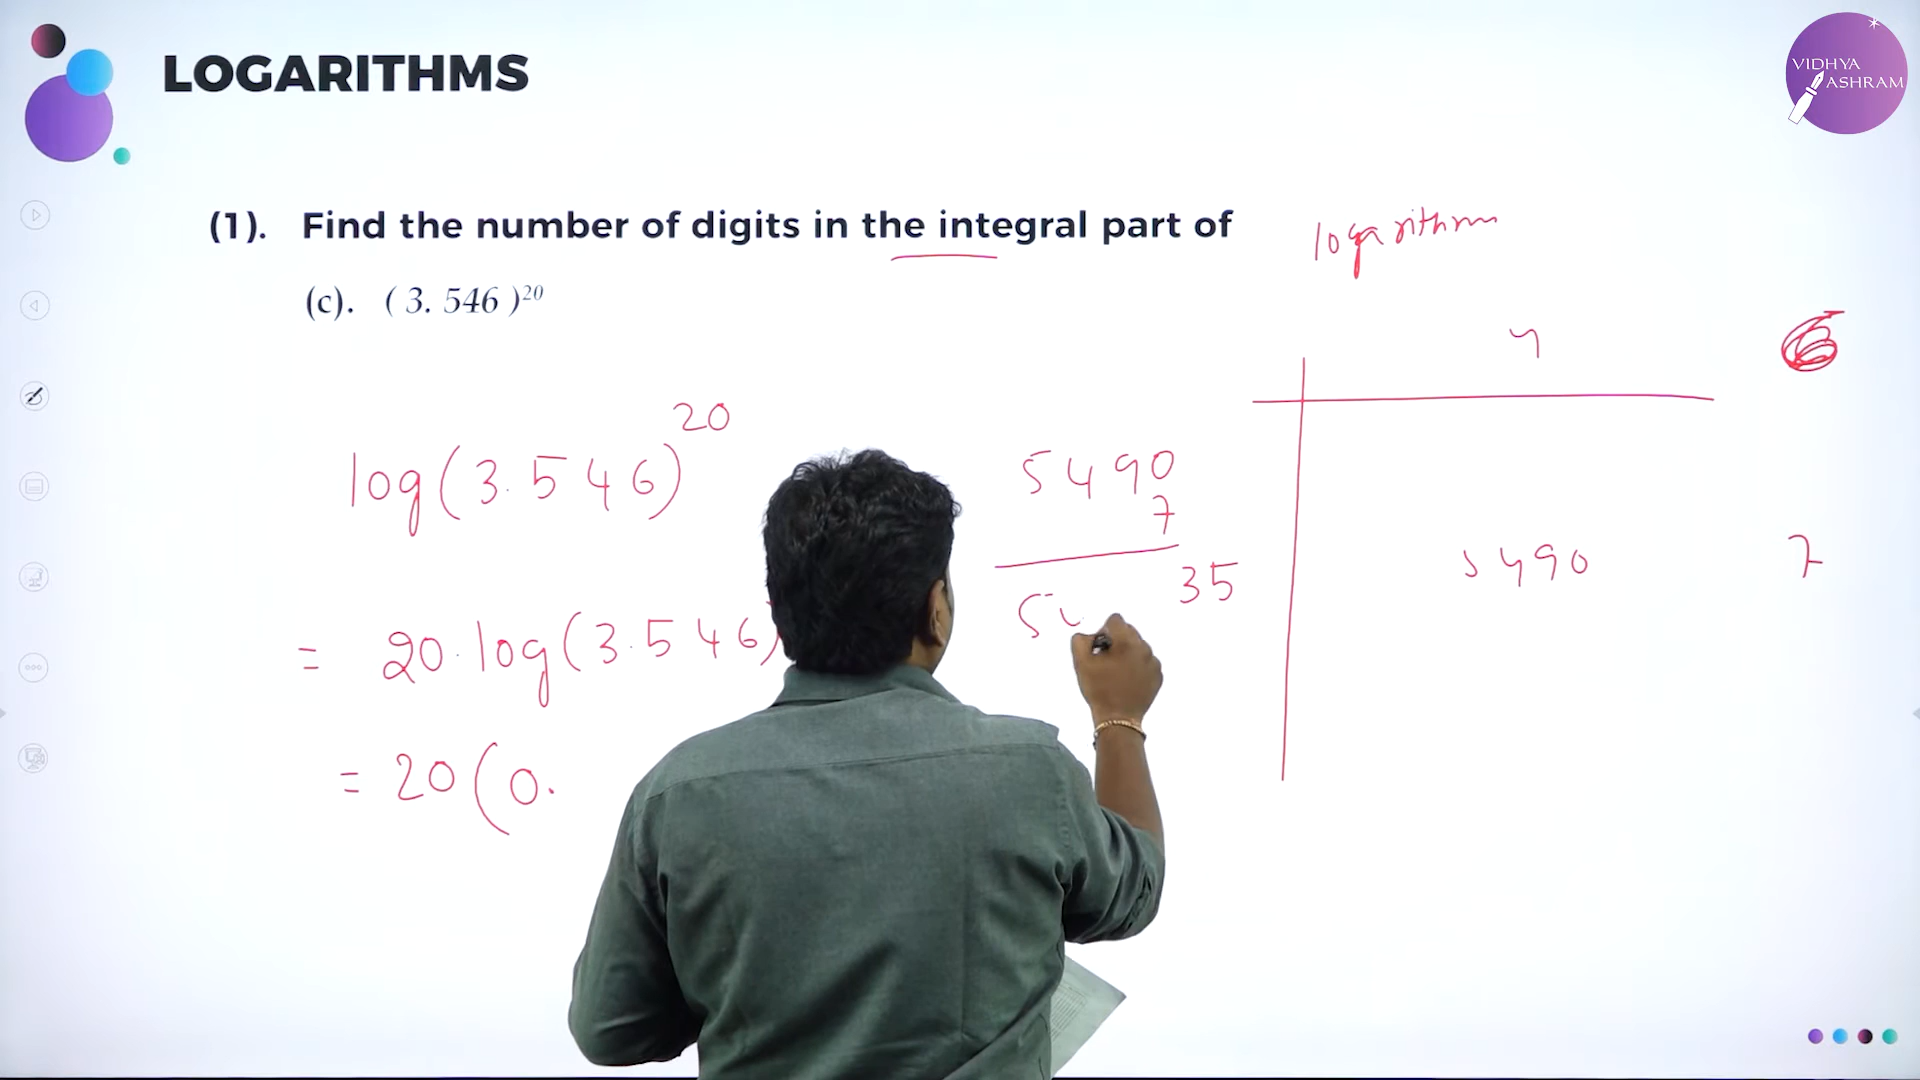 LOGARITHMS
VIDHYA
ASHRAM
(1). Find the number of digits in the integral part of
logarithm
(c). ( 3. 546 )20
4
log(3.546)20
5490
7
35
5490
7
54
= 20.log(3.546)
= 20(0.